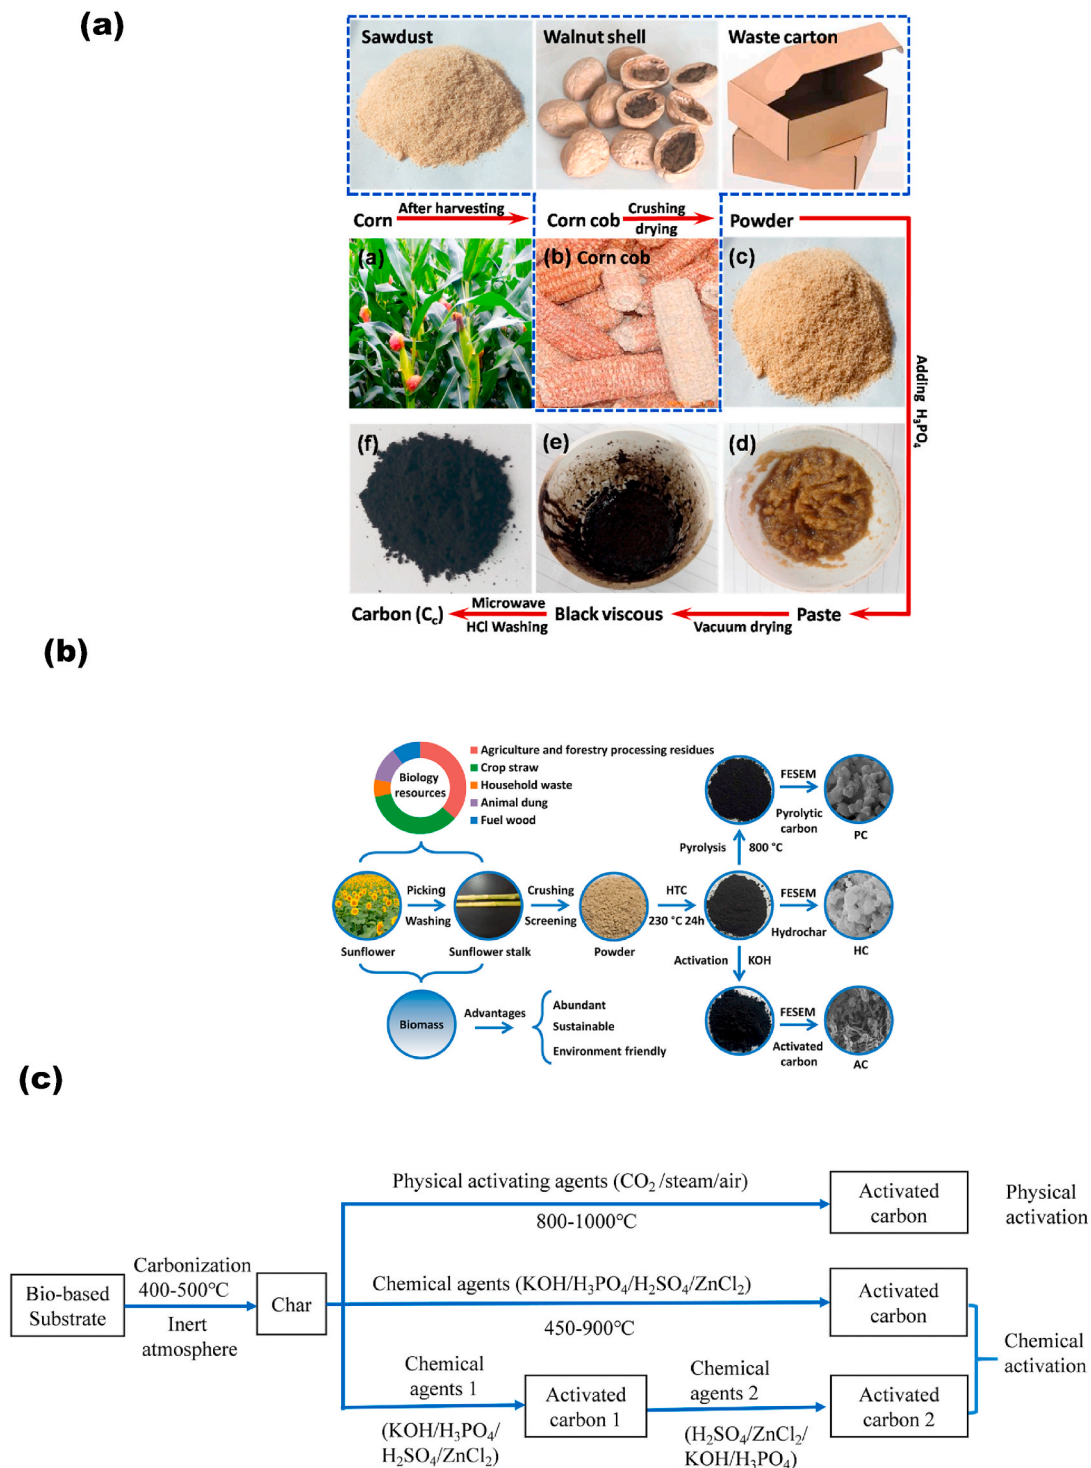 (a)
Sawdust
Walnut shell
Waste carton
Corn
After harvesting
Corn cob
Crushing
drying
Powder
(a)
(b) Corn cob
(c)
Adding H₃PO₄
(f)
(e)
(d)
Carbon (C꜀)
Microwave
HCl Washing
Black viscous
Vacuum drying
Paste
(b)
Biology
resources
Agriculture and forestry processing residues
Crop straw
Household waste
Animal dung
Fuel wood
FESEM
Pyrolytic
carbon
PC
Pyrolysis
800 °C
Picking
Washing
Crushing
Screening
HTC
230 °C 24h
FESEM
Hydrochar
HC
Sunflower
Sunflower stalk
Powder
Activation
KOH
Biomass
Advantages
Abundant
Sustainable
Environment friendly
FESEM
Activated
carbon
AC
(c)
Physical activating agents (CO₂/steam/air)
800-1000℃
Activated
carbon
Physical
activation
Bio-based
Substrate
Carbonization
400-500℃
Inert
atmosphere
Char
Chemical agents (KOH/H₃PO₄/H₂SO₄/ZnCl₂)
450-900℃
Activated
carbon
Chemical
activation
Chemical
agents 1
(KOH/H₃PO₄/
H₂SO₄/ZnCl₂)
Activated
carbon 1
Chemical
agents 2
(H₂SO₄/ZnCl₂/
KOH/H₃PO₄)
Activated
carbon 2